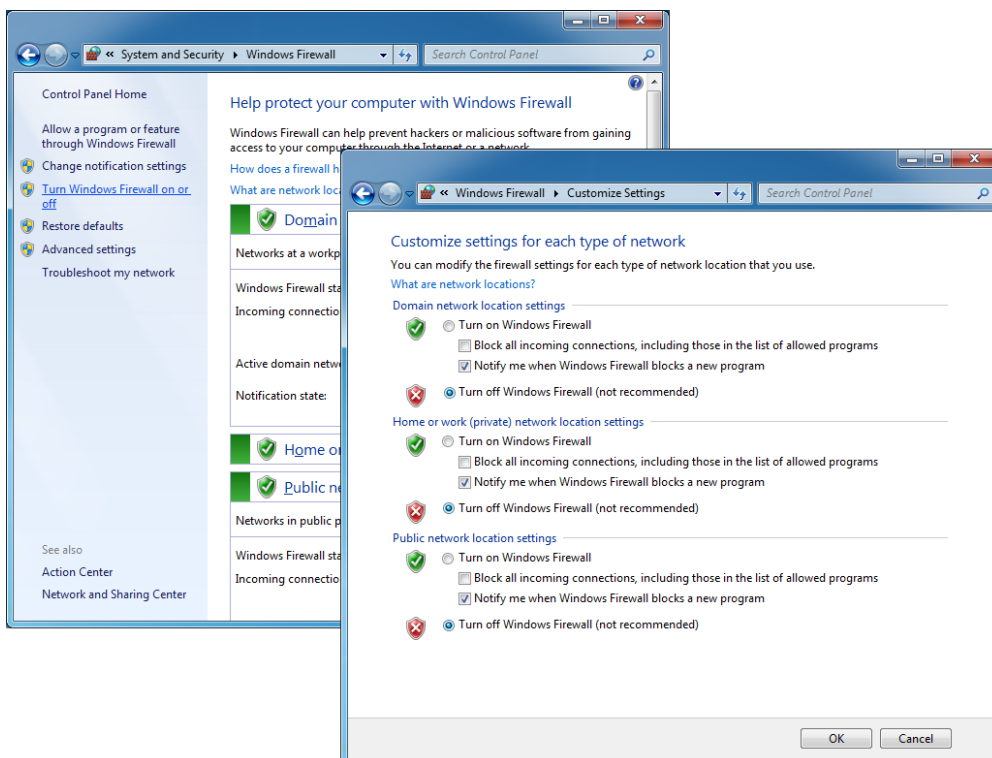 « System and Security ▸ Windows Firewall
Search Control Panel
Control Panel Home
Allow a program or feature
through Windows Firewall
Change notification settings
Turn Windows Firewall on or
off
Restore defaults
Advanced settings
Troubleshoot my network
See also
Action Center
Network and Sharing Center
Help protect your computer with Windows Firewall
Windows Firewall can help prevent hackers or malicious software from gaining
access to your computer through the Internet or a network.
How does a firewall h
What are network loc
Domain
Networks at a workp
Windows Firewall sta
Incoming connectio
Active domain netw
Notification state:
Home or
Public ne
Networks in public p
Windows Firewall sta
Incoming connectio
« Windows Firewall ▸ Customize Settings
Search Control Panel
Customize settings for each type of network
You can modify the firewall settings for each type of network location that you use.
What are network locations?
Domain network location settings
Turn on Windows Firewall
Block all incoming connections, including those in the list of allowed programs
Notify me when Windows Firewall blocks a new program
Turn off Windows Firewall (not recommended)
Home or work (private) network location settings
Turn on Windows Firewall
Block all incoming connections, including those in the list of allowed programs
Notify me when Windows Firewall blocks a new program
Turn off Windows Firewall (not recommended)
Public network location settings
Turn on Windows Firewall
Block all incoming connections, including those in the list of allowed programs
Notify me when Windows Firewall blocks a new program
Turn off Windows Firewall (not recommended)
OK
Cancel